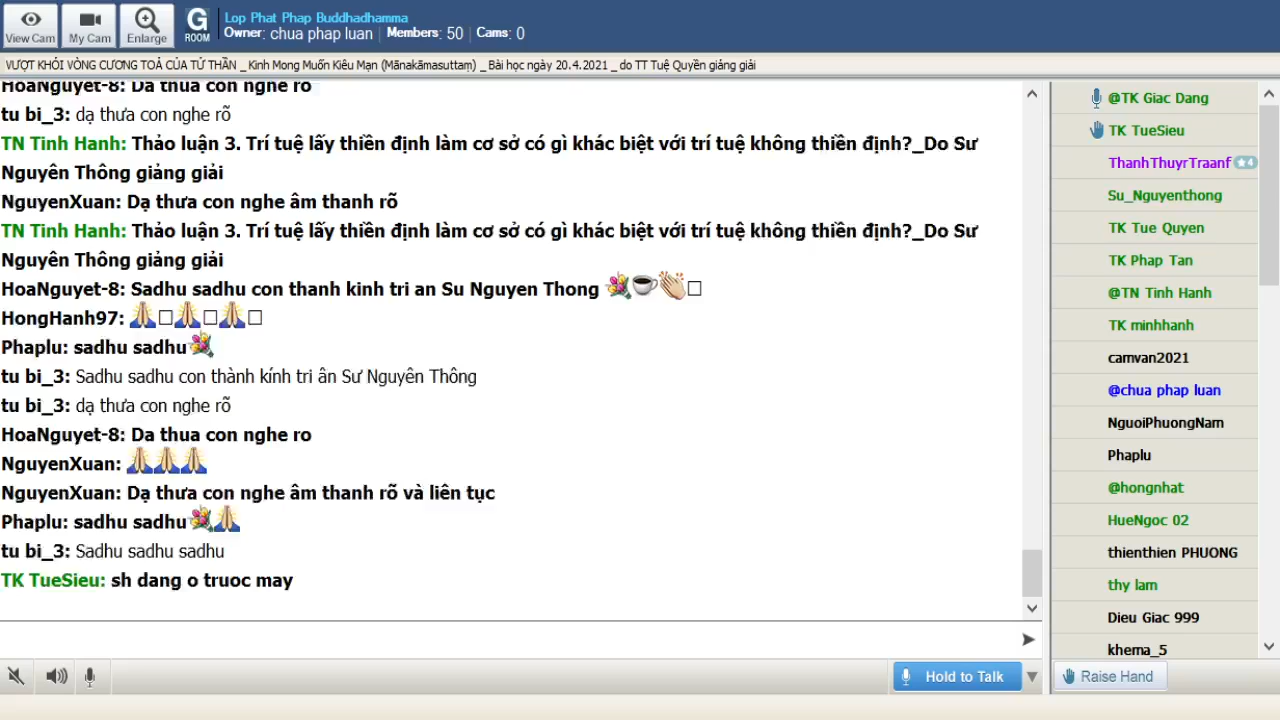 View Cam
My Cam
Enlarge
G
ROOM
Lop Phat Phap Buddhadhamma
Owner: chua phap luan | Members: 50 | Cams: 0
VƯỢT KHỎI VÒNG CƯƠNG TOẢ CỦA TỬ THẦN _ Kinh Mong Muốn Kiêu Mạn (Mānakāmasuttaṃ) _ Bài học ngày 20.4.2021 _ do TT Tuệ Quyền giảng giải
HoaNguyet-8: Da thua con nghe ro
tu bi_3: dạ thưa con nghe rõ
TN Tinh Hanh: Thảo luận 3. Trí tuệ lấy thiền định làm cơ sở có gì khác biệt với trí tuệ không thiền định?_Do Sư
Nguyên Thông giảng giải
NguyenXuan: Dạ thưa con nghe âm thanh rõ
TN Tinh Hanh: Thảo luận 3. Trí tuệ lấy thiền định làm cơ sở có gì khác biệt với trí tuệ không thiền định?_Do Sư
Nguyên Thông giảng giải
HoaNguyet-8: Sadhu sadhu con thanh kinh tri an Su Nguyen Thong
HongHanh97:
Phaplu: sadhu sadhu
tu bi_3: Sadhu sadhu con thành kính tri ân Sư Nguyên Thông
tu bi_3: dạ thưa con nghe rõ
HoaNguyet-8: Da thua con nghe ro
NguyenXuan:
NguyenXuan: Dạ thưa con nghe âm thanh rõ và liên tục
Phaplu: sadhu sadhu
tu bi_3: Sadhu sadhu sadhu
TK TueSieu: sh dang o truoc may
@TK Giac Dang
TK TueSieu
ThanhThuyrTraanf 4
Su_Nguyenthong
TK Tue Quyen
TK Phap Tan
@TN Tinh Hanh
TK minhhanh
camvan2021
@chua phap luan
NguoiPhuongNam
Phaplu
@hongnhat
HueNgoc 02
thienthien PHUONG
thy lam
Dieu Giac 999
khema_5
Hold to Talk
Raise Hand